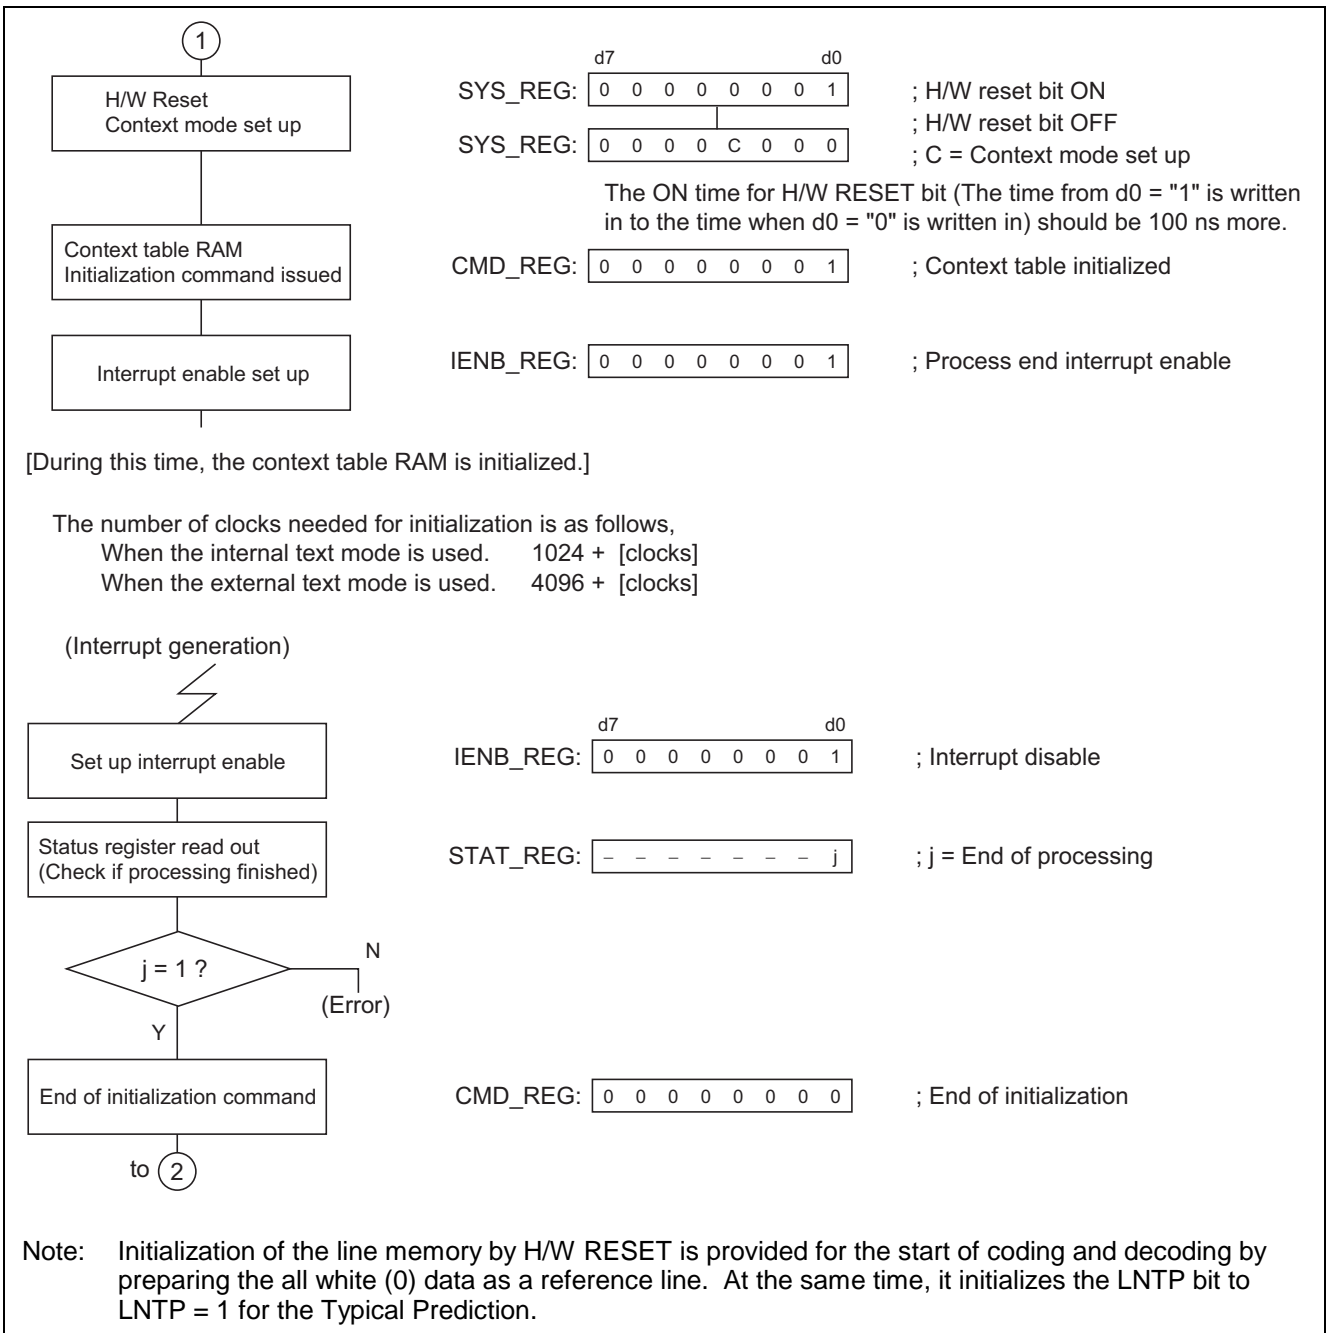 1
d7 d0
H/W Reset
Context mode set up
SYS_REG: 0 0 0 0 0 0 0 1 ; H/W reset bit ON
; H/W reset bit OFF
SYS_REG: 0 0 0 0 C 0 0 0 ; C = Context mode set up
The ON time for H/W RESET bit (The time from d0 = "1" is written
in to the time when d0 = "0" is written in) should be 100 ns more.
Context table RAM
Initialization command issued
CMD_REG: 0 0 0 0 0 0 0 1 ; Context table initialized
Interrupt enable set up
IENB_REG: 0 0 0 0 0 0 0 1 ; Process end interrupt enable
[During this time, the context table RAM is initialized.]
The number of clocks needed for initialization is as follows,
When the internal text mode is used. 1024 + [clocks]
When the external text mode is used. 4096 + [clocks]
(Interrupt generation)
d7 d0
Set up interrupt enable
IENB_REG: 0 0 0 0 0 0 0 1 ; Interrupt disable
Status register read out
(Check if processing finished)
STAT_REG: – – – – – – – j ; j = End of processing
j = 1 ?
N
(Error)
Y
End of initialization command
CMD_REG: 0 0 0 0 0 0 0 0 ; End of initialization
to 2
Note: Initialization of the line memory by H/W RESET is provided for the start of coding and decoding by
preparing the all white (0) data as a reference line. At the same time, it initializes the LNTP bit to
LNTP = 1 for the Typical Prediction.